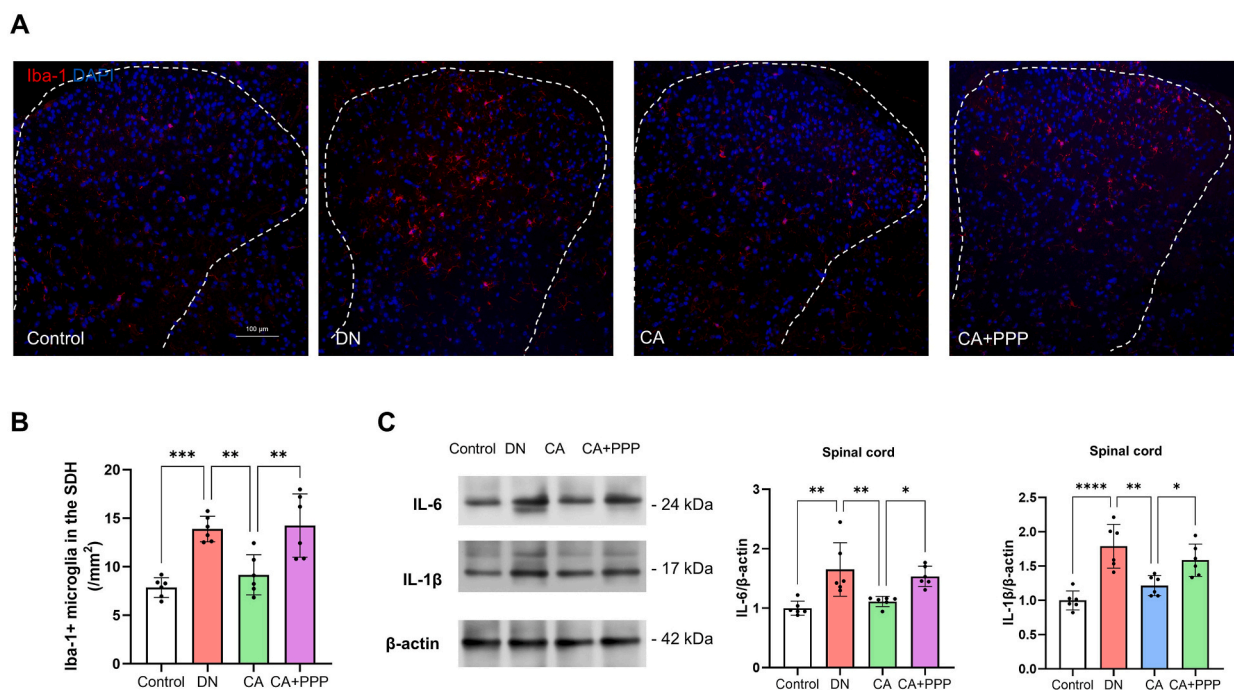 A
Iba-1 DAPI
Control
100 μm
DN
CA
CA+PPP
B
Iba-1+ microglia in the SDH
(/mm²)
20
15
10
5
0
***
**
**
Control
DN
CA
CA+PPP
C
Control DN CA CA+PPP
IL-6
- 24 kDa
IL-1β
- 17 kDa
β-actin
- 42 kDa
Spinal cord
IL-6/β-actin
3
2
1
0
**
**
*
Control
DN
CA
CA+PPP
Spinal cord
IL-1β/β-actin
2.5
2.0
1.5
1.0
0.5
0.0
****
**
*
Control
DN
CA
CA+PPP